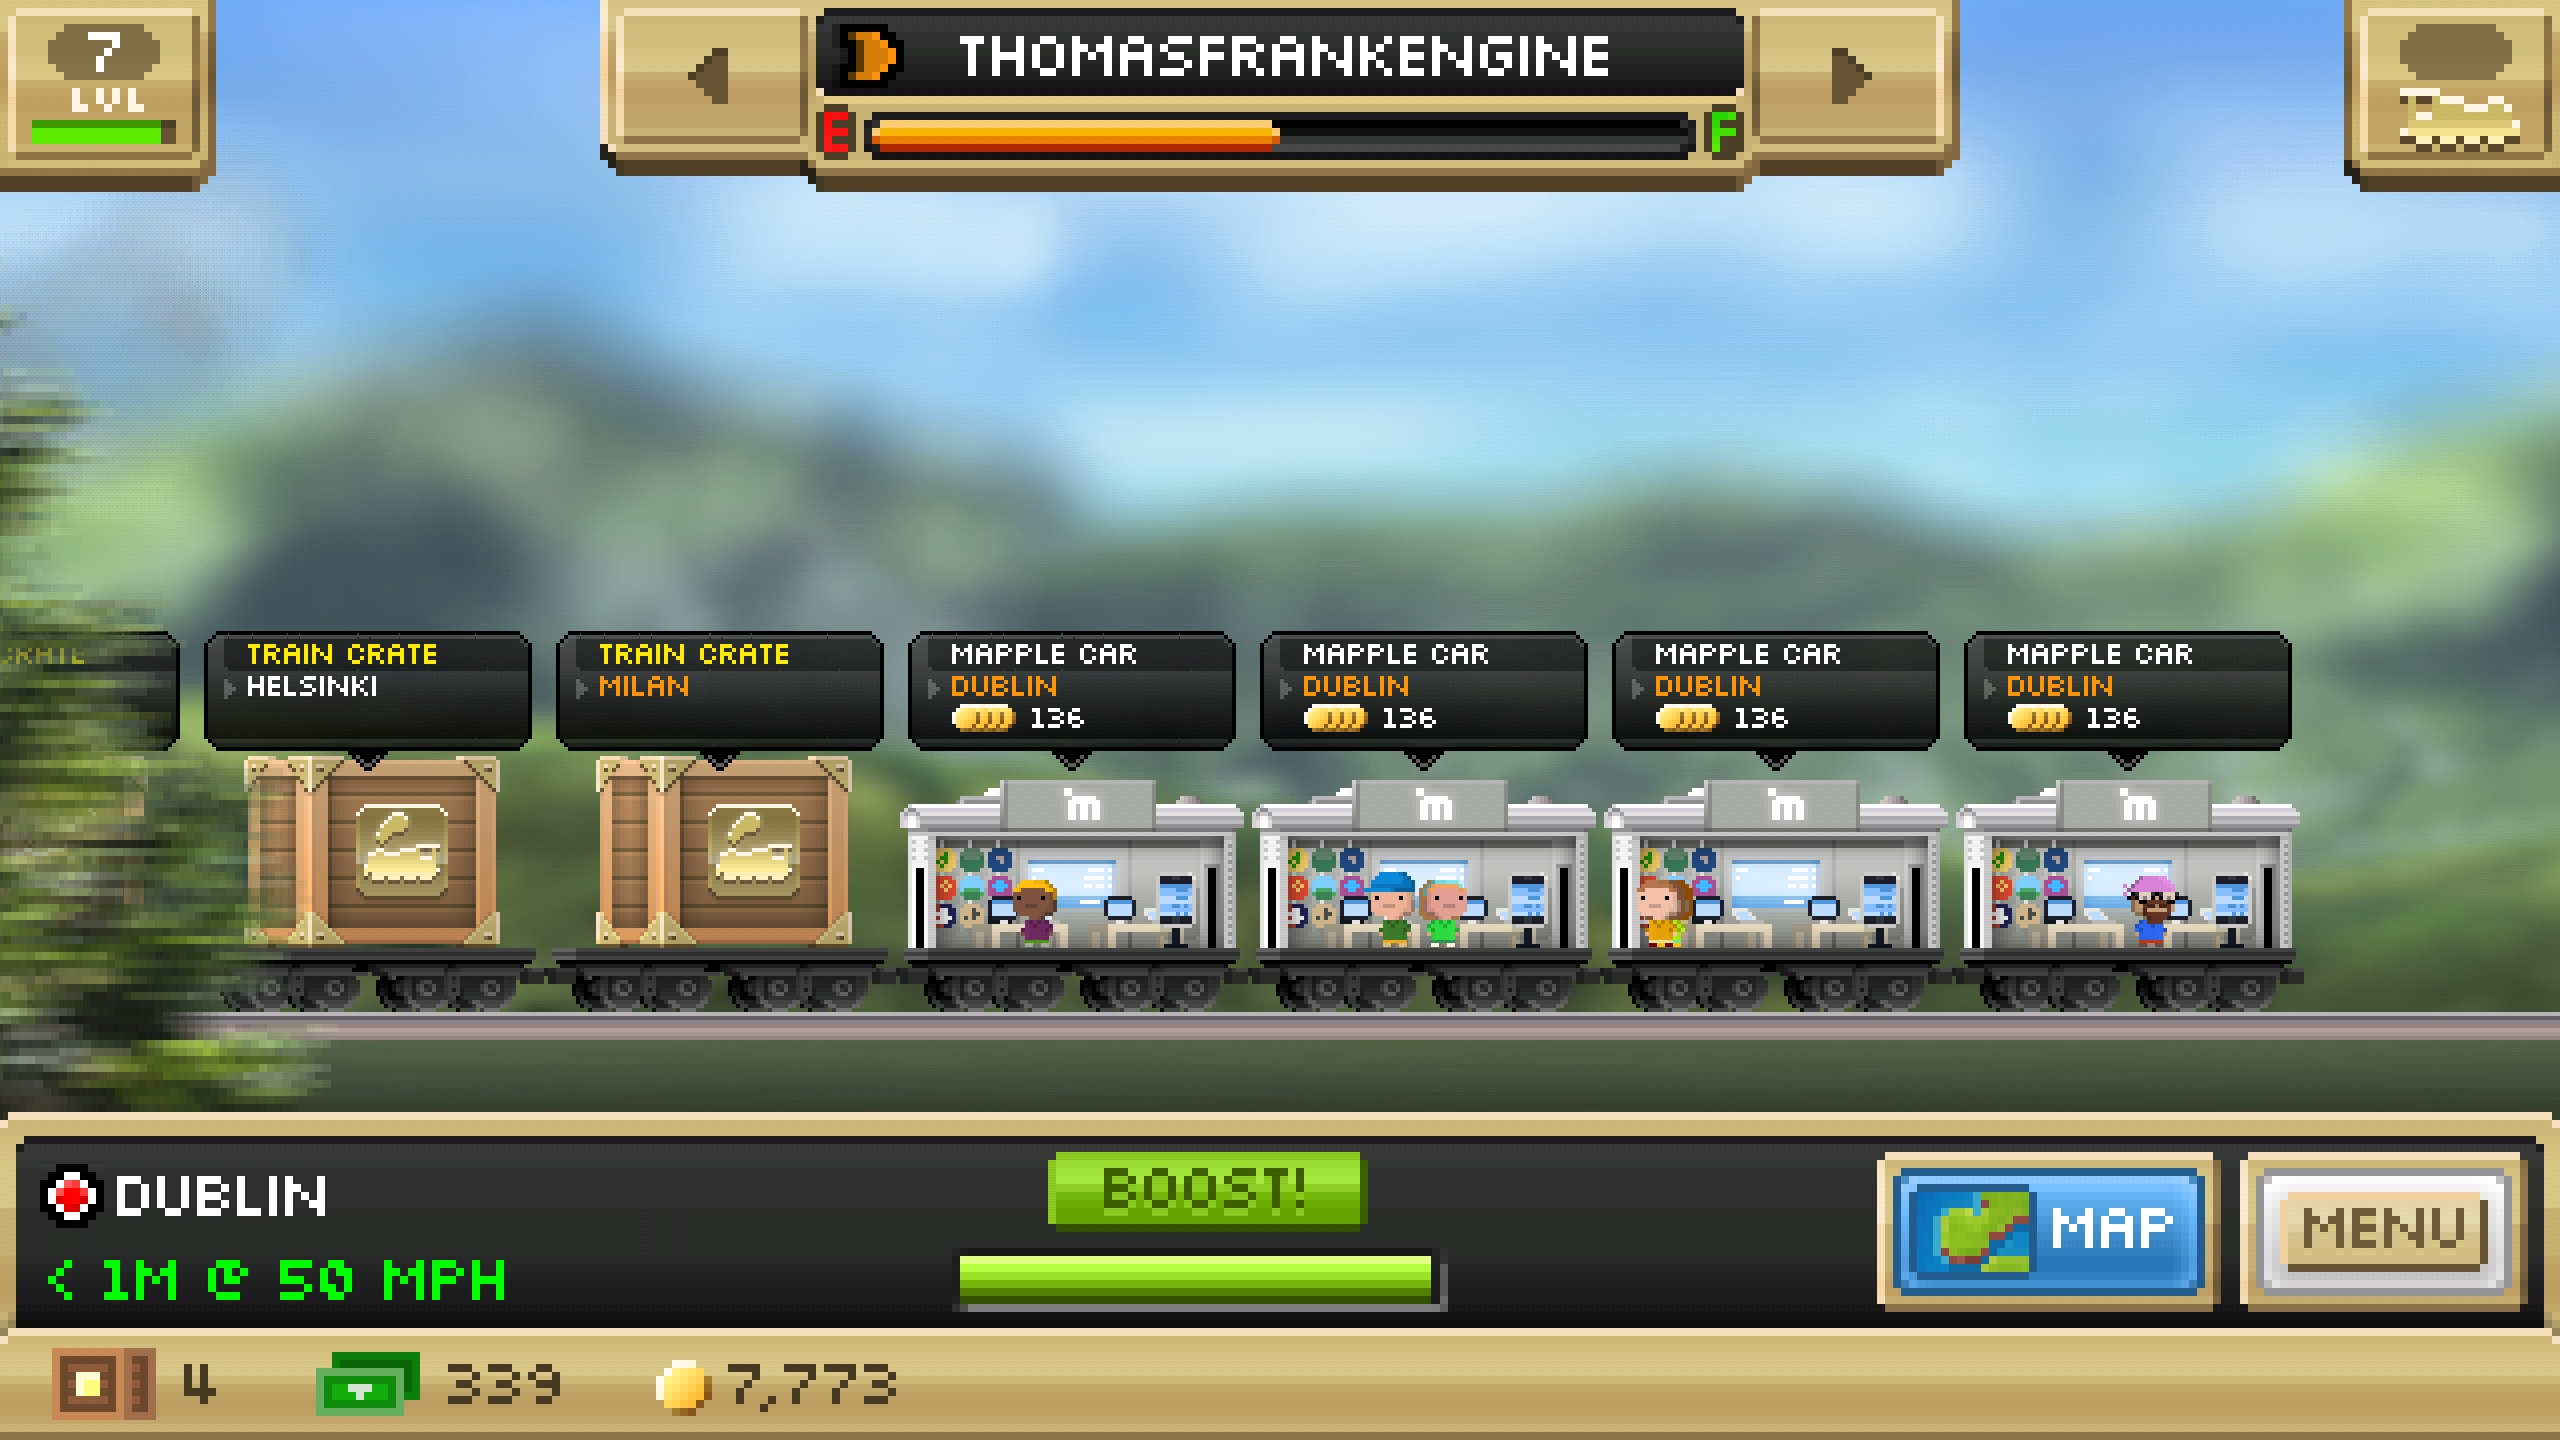 7
LVL
THOMASFRANKENGINE
E
F
CRATE
TRAIN CRATE
HELSINKI
TRAIN CRATE
MILAN
MAPPLE CAR
DUBLIN
136
MAPPLE CAR
DUBLIN
136
MAPPLE CAR
DUBLIN
136
MAPPLE CAR
DUBLIN
136
m
m
m
m
DUBLIN
< 1M @ 50 MPH
BOOST!
MAP
MENU
4
339
7,773